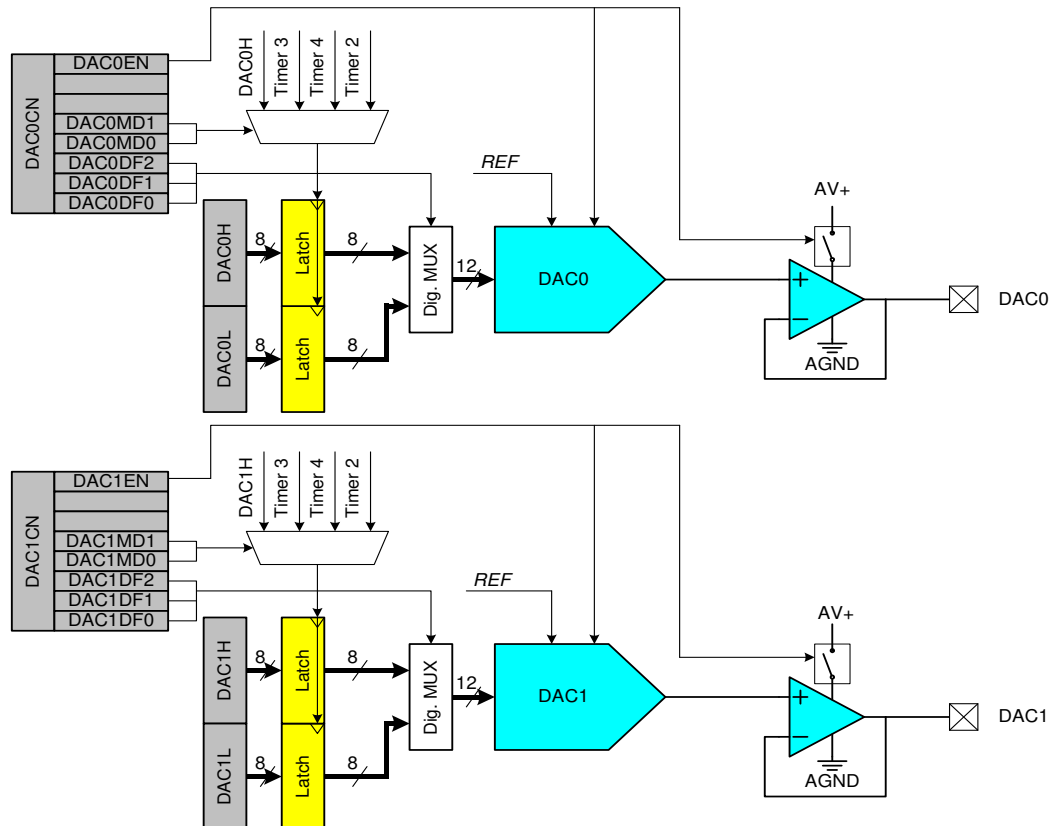 DAC0CN
DAC0EN
DAC0MD1
DAC0MD0
DAC0DF2
DAC0DF1
DAC0DF0
DAC0H
Timer 3
Timer 4
Timer 2
REF
AV+
DAC0H
8
Latch
8
Dig. MUX
12
DAC0
+
−
DAC0
DAC0L
8
Latch
8
AGND
DAC1CN
DAC1EN
DAC1MD1
DAC1MD0
DAC1DF2
DAC1DF1
DAC1DF0
DAC1H
Timer 3
Timer 4
Timer 2
REF
AV+
DAC1H
8
Latch
8
Dig. MUX
12
DAC1
+
−
DAC1
DAC1L
8
Latch
8
AGND